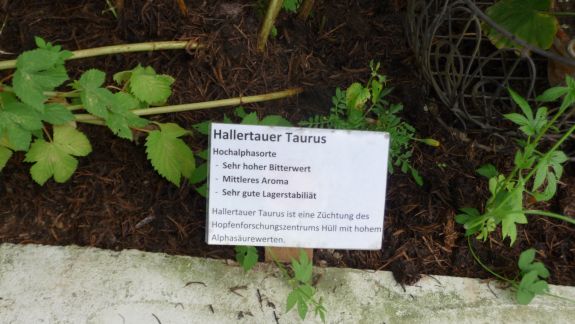 Hallertauer Taurus
Hochalphasorte
- Sehr hoher Bitterwert
- Mittleres Aroma
- Sehr gute Lagerstabiliät
Hallertauer Taurus ist eine Züchtung des
Hopfenforschungszentrums Hüll mit hohem
Alphasäurewerten.